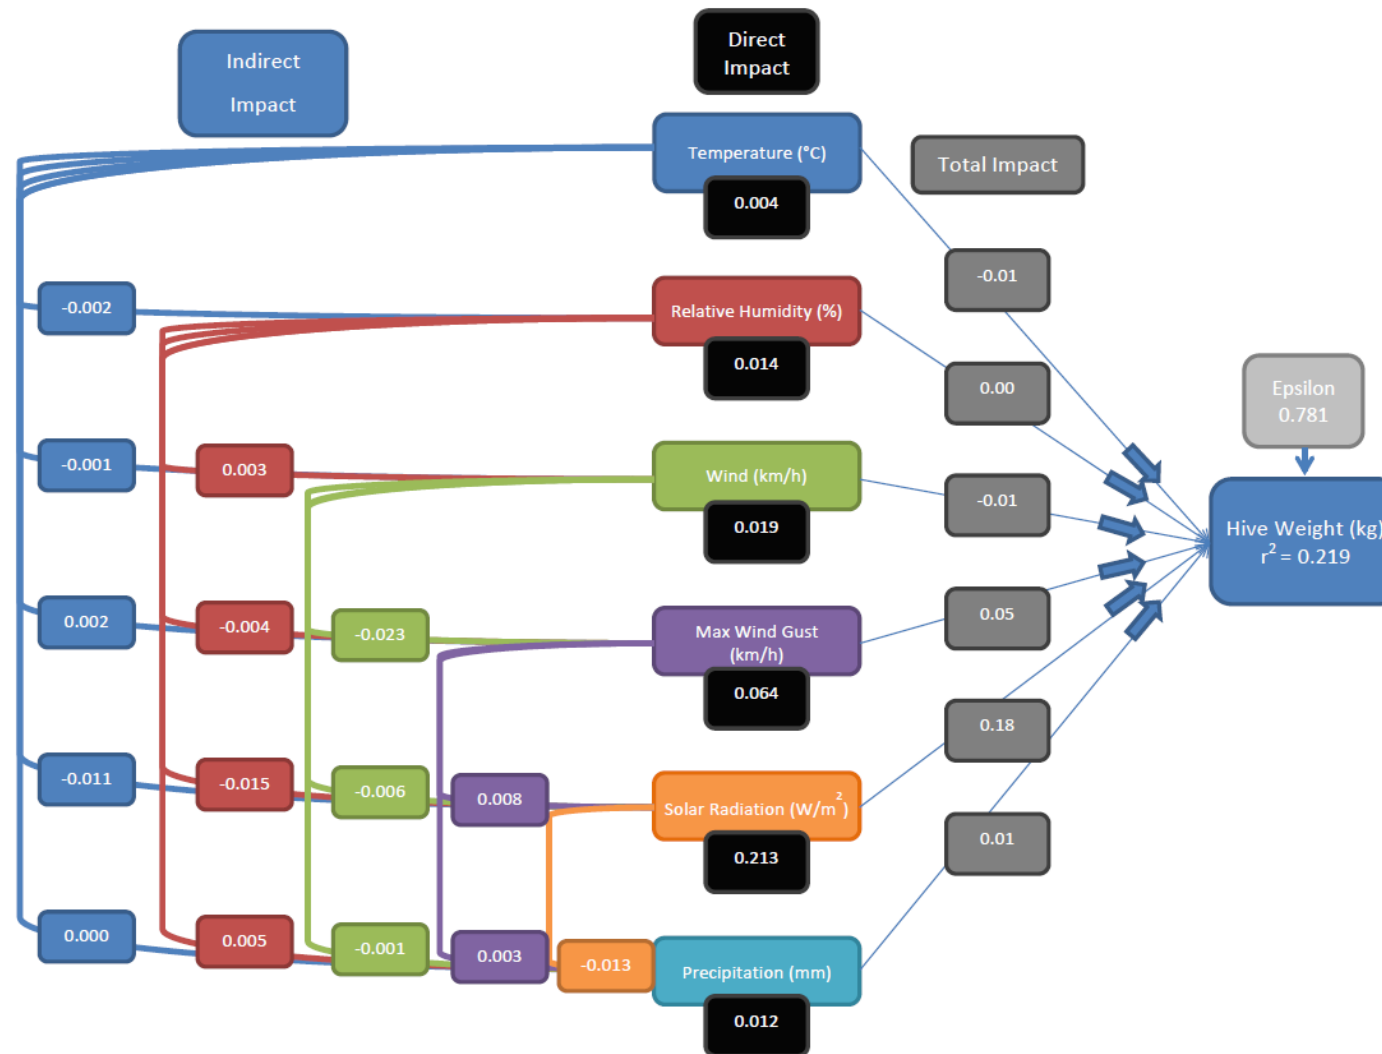 Indirect
Impact
Direct
Impact
Total Impact
Temperature (°C)
0.004
-0.01
-0.002
Relative Humidity (%)
0.014
0.00
Epsilon
0.781
-0.001
0.003
Wind (km/h)
0.019
-0.01
Hive Weight (kg)
r² = 0.219
0.002
-0.004
-0.023
Max Wind Gust
(km/h)
0.064
0.05
-0.011
-0.015
-0.006
0.008
Solar Radiation (W/m²)
0.213
0.18
0.000
0.005
-0.001
0.003
-0.013
Precipitation (mm)
0.012
0.01